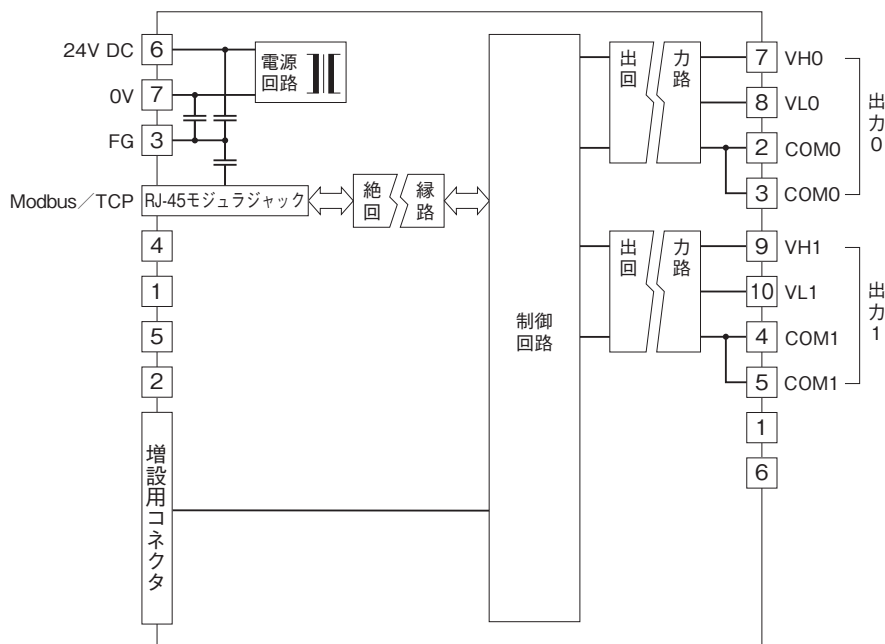 24V DC 6
電源
回路
0V 7
FG 3
Modbus／TCP RJ-45モジュラジャック
絶 縁
回 路
4
1
5
2
増設用コネクタ
制御
回路
出 力
回 路
7 VH0
8 VL0
2 COM0
3 COM0
出力0
出 力
回 路
9 VH1
10 VL1
4 COM1
5 COM1
出力1
1
6